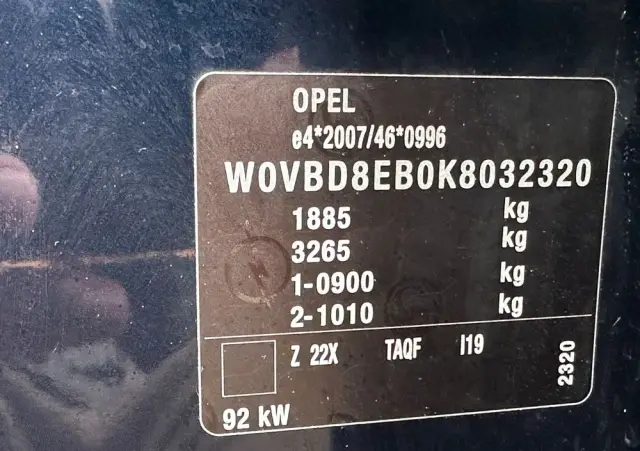 OPEL
e4*2007/46*0996
W0VBD8EB0K8032320
1885 kg
3265 kg
1-0900 kg
2-1010 kg
Z 22X TAQF I19
2320
92 kW